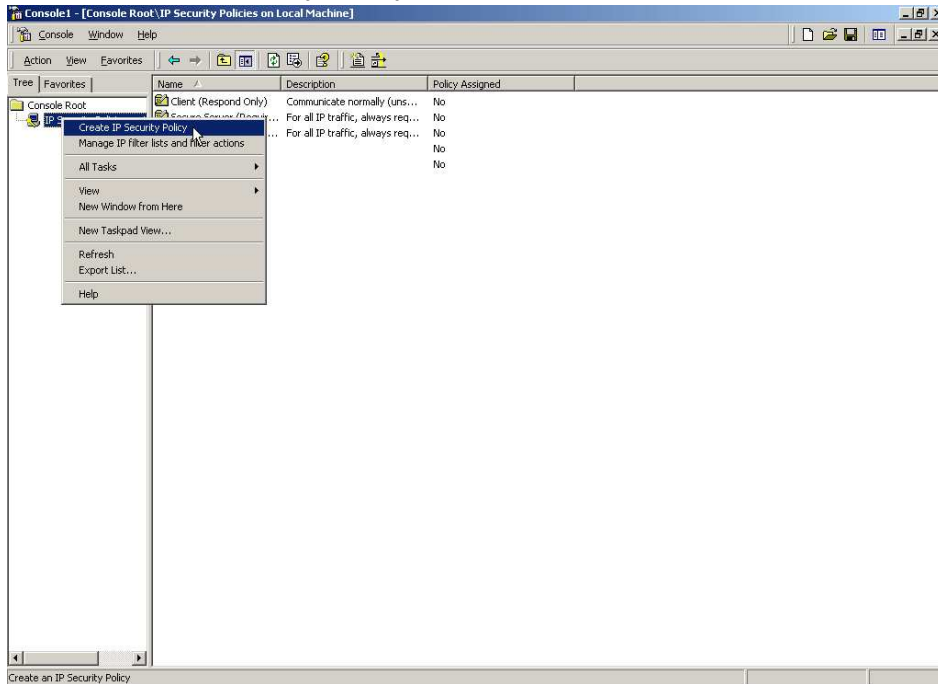 Console1 - [Console Root\IP Security Policies on Local Machine]
Console Window Help
Action View Favorites
Tree Favorites
Name Description Policy Assigned
Console Root
IP S
Client (Respond Only) Communicate normally (uns... No
Secure Server (Requir... For all IP traffic, always req... No
... For all IP traffic, always req... No
No
No
Create IP Security Policy
Manage IP filter lists and filter actions
All Tasks
View
New Window from Here
New Taskpad View...
Refresh
Export List...
Help
Create an IP Security Policy